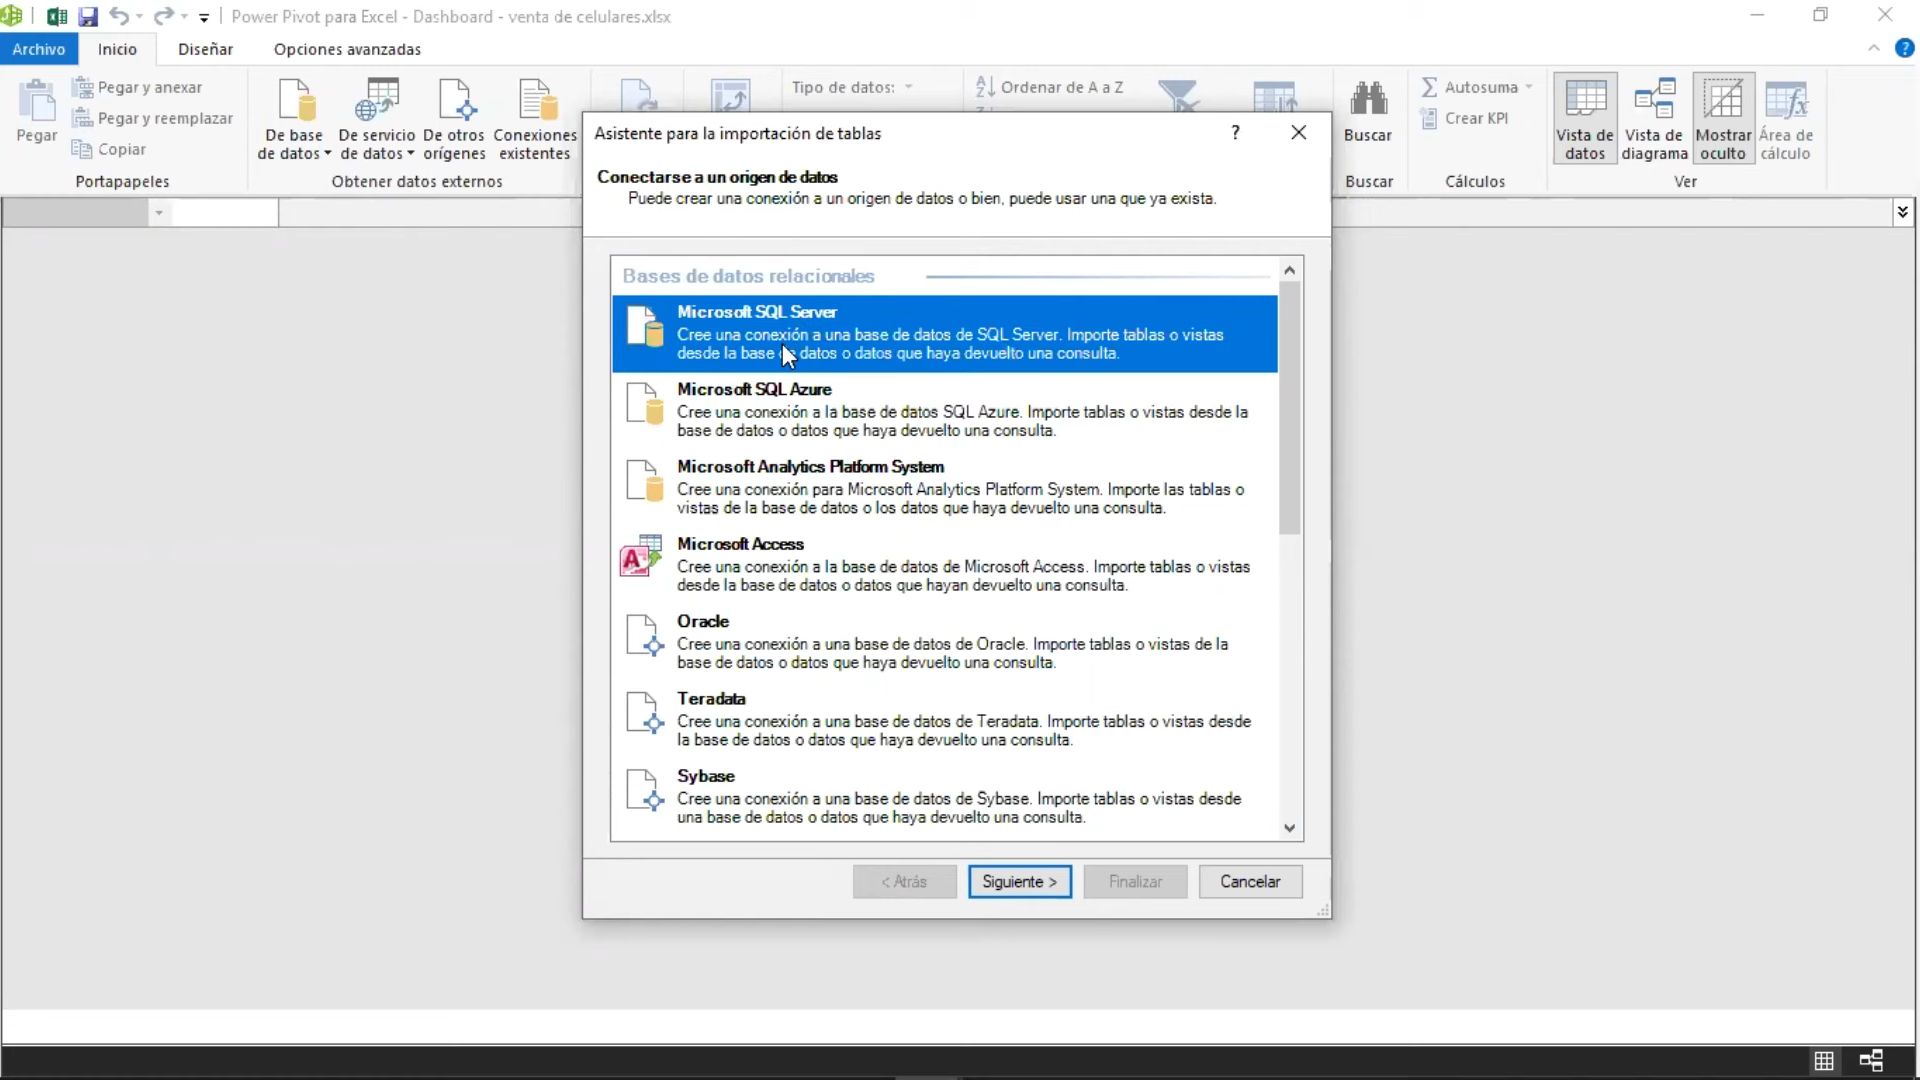 Power Pivot para Excel - Dashboard - venta de celulares.xlsx
Archivo Inicio Diseñar Opciones avanzadas
Pegar
Pegar y anexar
Pegar y reemplazar
Copiar
Portapapeles
De base de datos
De servicio de datos
De otros orígenes
Conexiones existentes
Obtener datos externos
Tipo de datos:
Ordenar de A a Z
Buscar
Buscar
Autosuma
Crear KPI
Cálculos
Vista de datos
Vista de diagrama
Mostrar oculto
Área de cálculo
Ver
Asistente para la importación de tablas
Conectarse a un origen de datos
Puede crear una conexión a un origen de datos o bien, puede usar una que ya exista.
Bases de datos relacionales
Microsoft SQL Server
Cree una conexión a una base de datos de SQL Server. Importe tablas o vistas
desde la base de datos o datos que haya devuelto una consulta.
Microsoft SQL Azure
Cree una conexión a la base de datos SQL Azure. Importe tablas o vistas desde la
base de datos o datos que haya devuelto una consulta.
Microsoft Analytics Platform System
Cree una conexión para Microsoft Analytics Platform System. Importe las tablas o
vistas de la base de datos o los datos que haya devuelto una consulta.
Microsoft Access
Cree una conexión a la base de datos de Microsoft Access. Importe tablas o vistas
desde la base de datos o datos que hayan devuelto una consulta.
Oracle
Cree una conexión a una base de datos de Oracle. Importe tablas o vistas de la
base de datos o datos que haya devuelto una consulta.
Teradata
Cree una conexión a una base de datos de Teradata. Importe tablas o vistas desde
la base de datos o datos que haya devuelto una consulta.
Sybase
Cree una conexión a una base de datos de Sybase. Importe tablas o vistas desde
una base de datos o datos que haya devuelto una consulta.
< Atrás Siguiente > Finalizar Cancelar